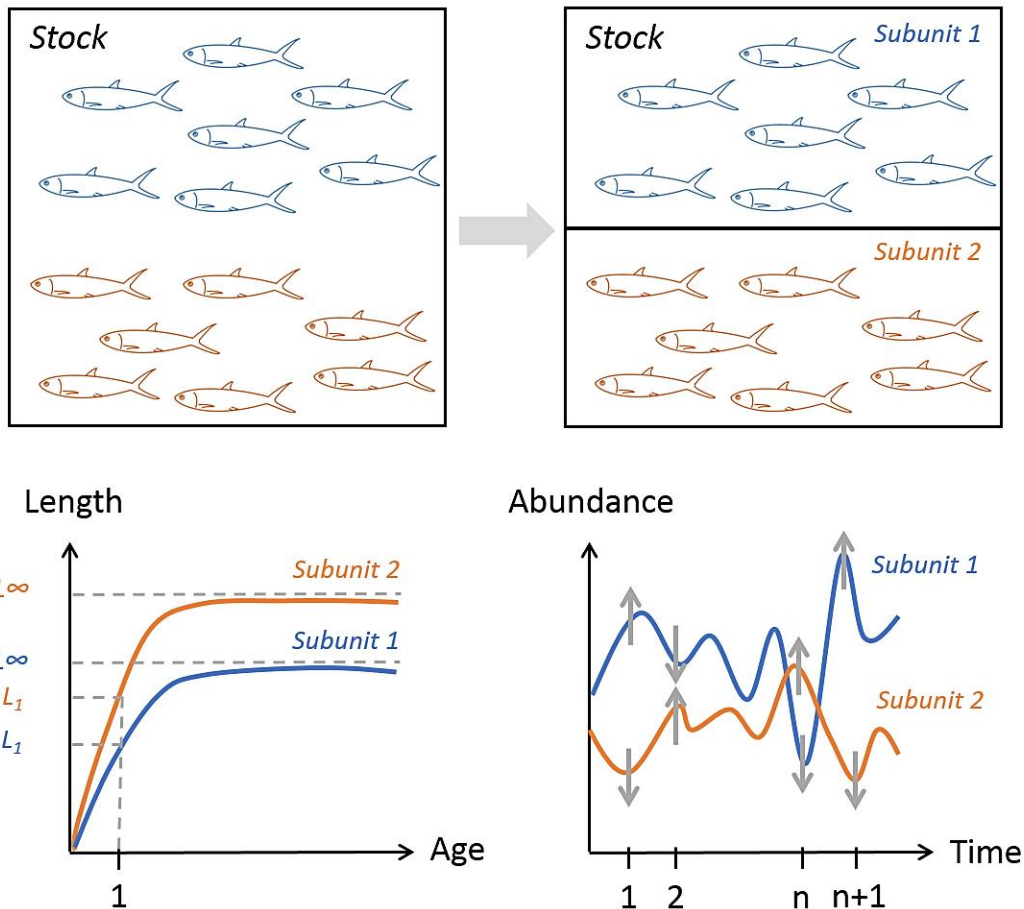 Stock
Stock
Subunit 1
Subunit 2
Length
L∞
Subunit 2
L∞
Subunit 1
L1
L1
Age
1
Abundance
Subunit 1
Subunit 2
Time
1 2 n n+1